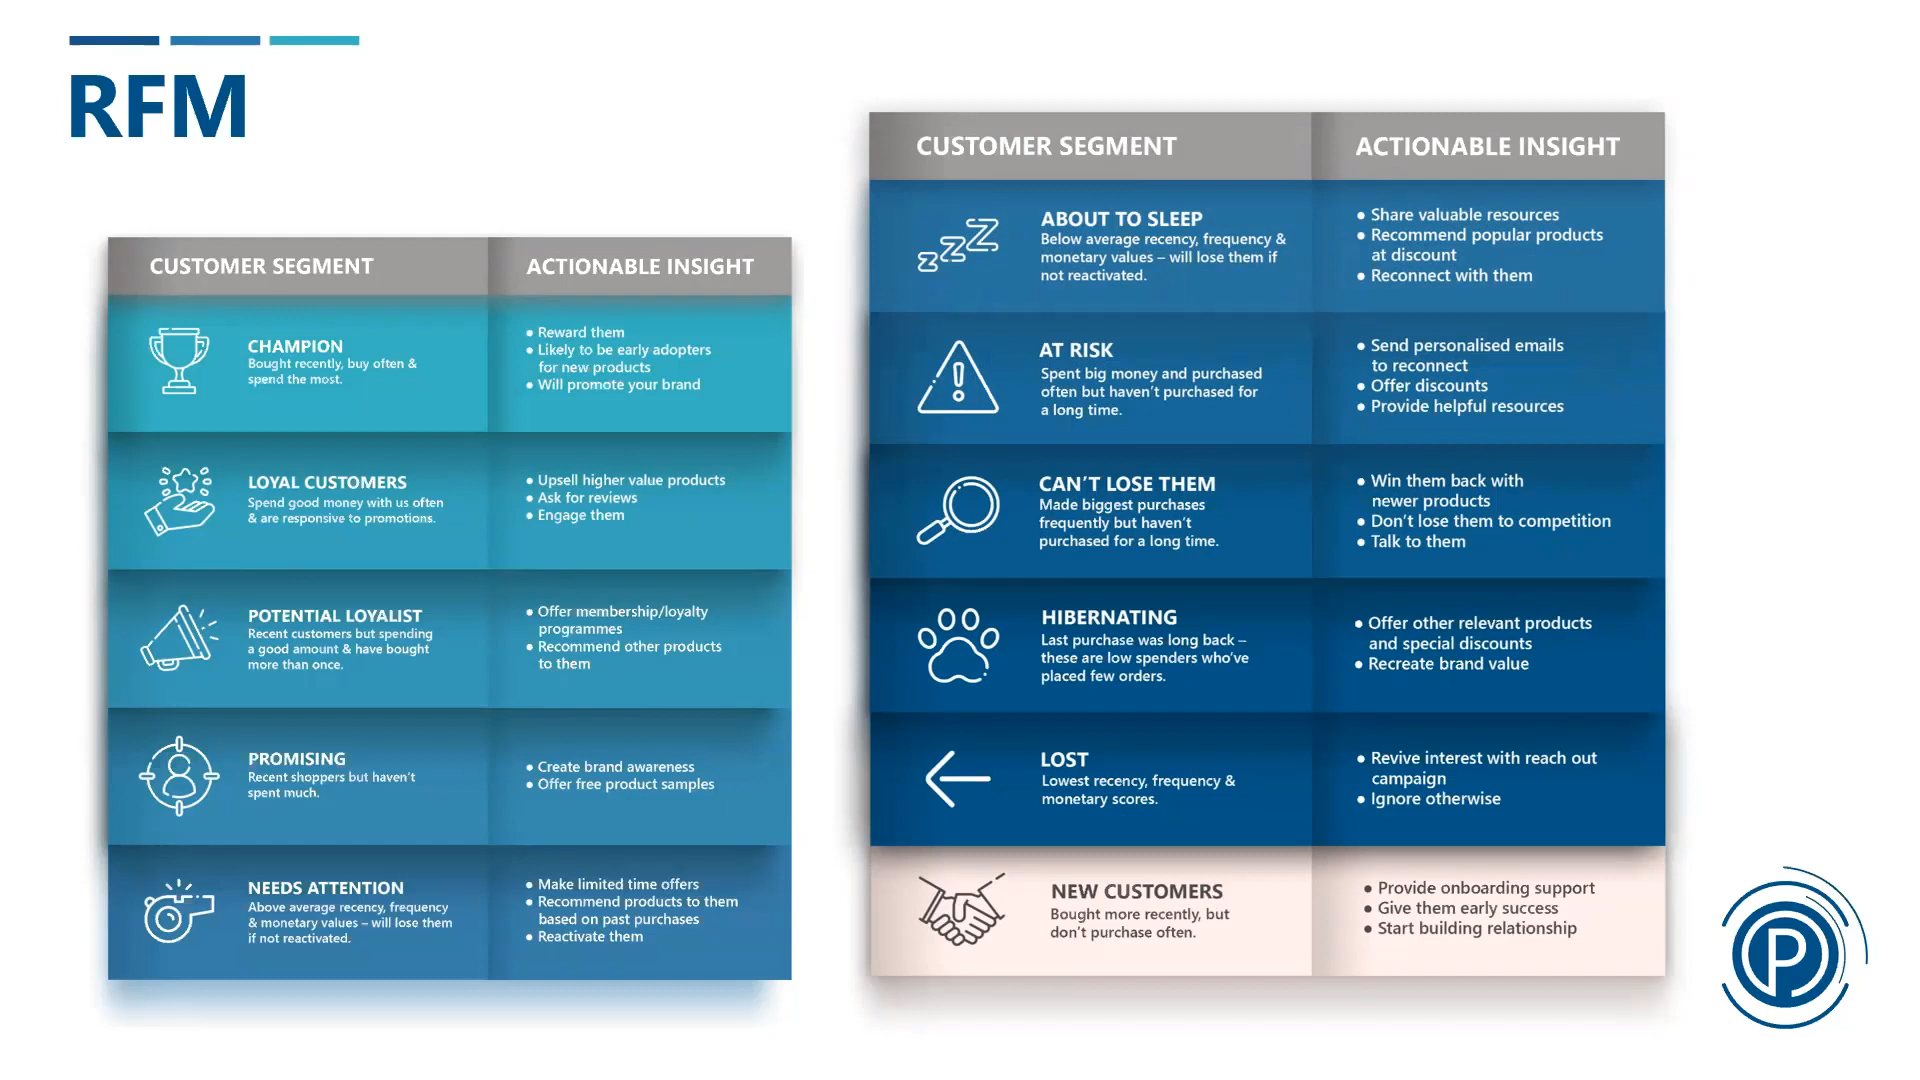 RFM
CUSTOMER SEGMENT
ACTIONABLE INSIGHT
CHAMPION
Bought recently, buy often &
spend the most.
● Reward them
● Likely to be early adopters
for new products
● Will promote your brand
LOYAL CUSTOMERS
Spend good money with us often
& are responsive to promotions.
● Upsell higher value products
● Ask for reviews
● Engage them
POTENTIAL LOYALIST
Recent customers but spending
a good amount & have bought
more than once.
● Offer membership/loyalty
programmes
● Recommend other products
to them
PROMISING
Recent shoppers but haven't
spent much.
● Create brand awareness
● Offer free product samples
NEEDS ATTENTION
Above average recency, frequency
& monetary values – will lose them
if not reactivated.
● Make limited time offers
● Recommend products to them
based on past purchases
● Reactivate them
CUSTOMER SEGMENT
ACTIONABLE INSIGHT
zzZ
ABOUT TO SLEEP
Below average recency, frequency &
monetary values – will lose them if
not reactivated.
● Share valuable resources
● Recommend popular products
at discount
● Reconnect with them
AT RISK
Spent big money and purchased
often but haven't purchased for
a long time.
● Send personalised emails
to reconnect
● Offer discounts
● Provide helpful resources
CAN'T LOSE THEM
Made biggest purchases
frequently but haven't
purchased for a long time.
● Win them back with
newer products
● Don't lose them to competition
● Talk to them
HIBERNATING
Last purchase was long back –
these are low spenders who've
placed few orders.
● Offer other relevant products
and special discounts
● Recreate brand value
LOST
Lowest recency, frequency &
monetary scores.
● Revive interest with reach out
campaign
● Ignore otherwise
NEW CUSTOMERS
Bought more recently, but
don't purchase often.
● Provide onboarding support
● Give them early success
● Start building relationship
P